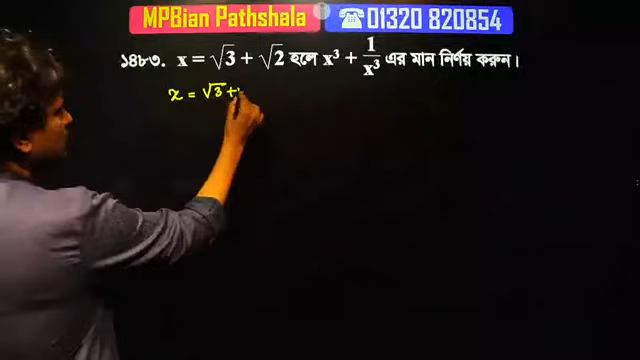 MPBian Pathshala ☎01320 820854
১৪৮৩. x = √3 + √2 হলে x³ + 1/x³ এর মান নির্ণয় করুন।
x = √3 +